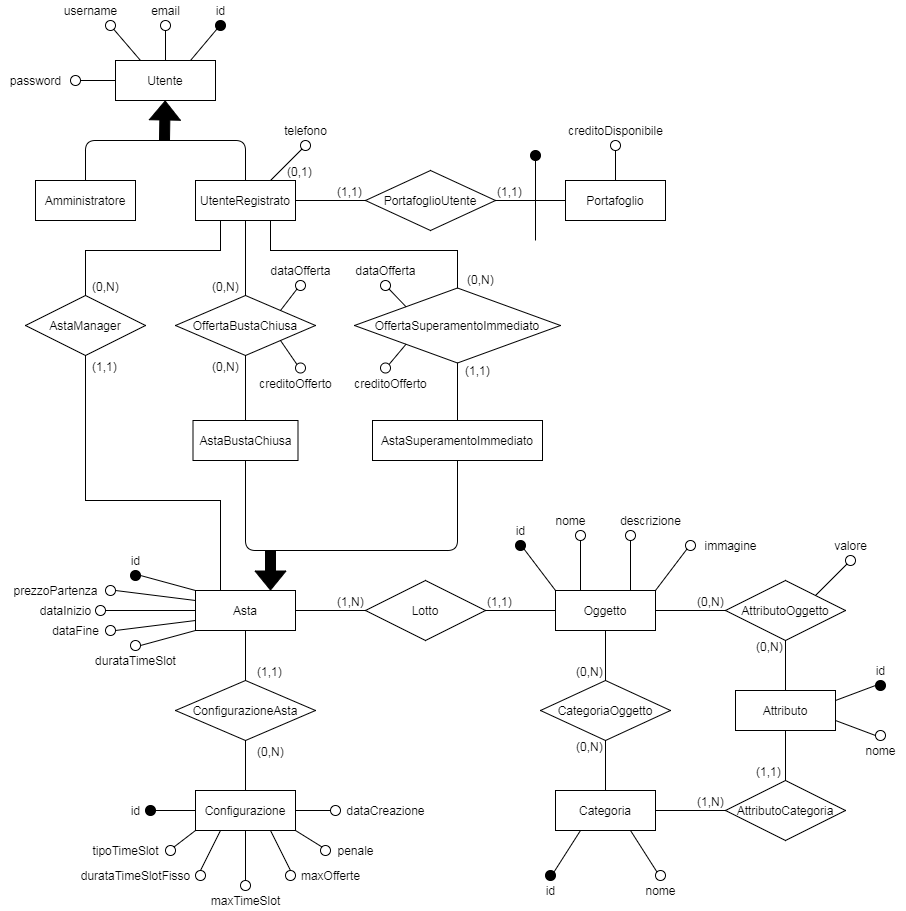 username
email
id
password
Utente
telefono
creditoDisponibile
(0,1)
Amministratore
UtenteRegistrato
(1,1)
PortafoglioUtente
(1,1)
Portafoglio
dataOfferta
dataOfferta
(0,N)
(0,N)
(0,N)
AstaManager
OffertaBustaChiusa
OffertaSuperamentoImmediato
(1,1)
(0,N)
(1,1)
creditoOfferto
creditoOfferto
AstaBustaChiusa
AstaSuperamentoImmediato
id
nome
descrizione
immagine
valore
id
prezzoPartenza
dataInizio
dataFine
durataTimeSlot
Asta
(1,N)
Lotto
(1,1)
Oggetto
(0,N)
AttributoOggetto
(0,N)
(1,1)
(0,N)
id
ConfigurazioneAsta
CategoriaOggetto
Attributo
nome
(0,N)
(0,N)
(1,1)
id
Configurazione
dataCreazione
Categoria
(1,N)
AttributoCategoria
tipoTimeSlot
penale
durataTimeSlotFisso
maxOfferte
maxTimeSlot
id
nome